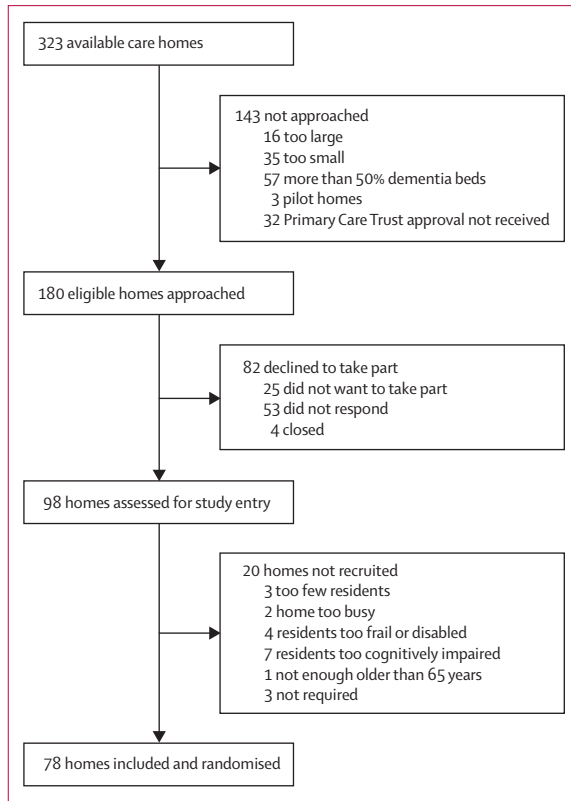 323 available care homes
143 not approached
16 too large
35 too small
57 more than 50% dementia beds
3 pilot homes
32 Primary Care Trust approval not received
180 eligible homes approached
82 declined to take part
25 did not want to take part
53 did not respond
4 closed
98 homes assessed for study entry
20 homes not recruited
3 too few residents
2 home too busy
4 residents too frail or disabled
7 residents too cognitively impaired
1 not enough older than 65 years
3 not required
78 homes included and randomised